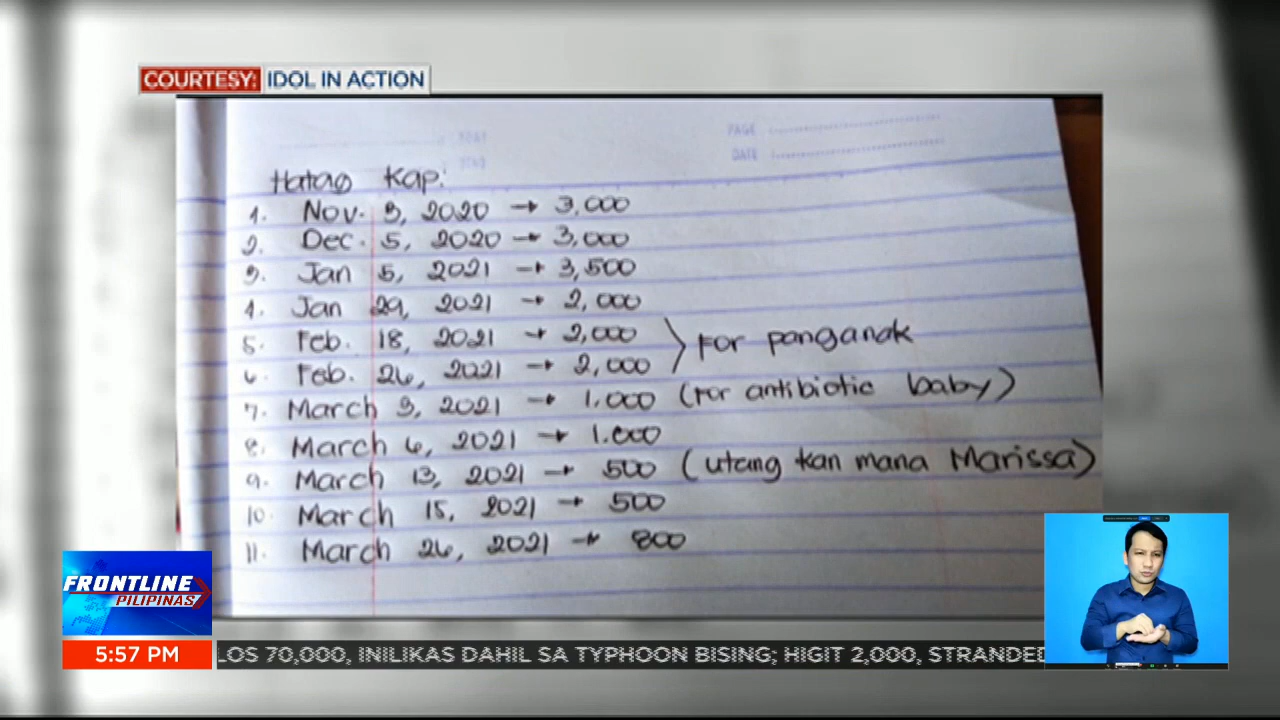 COURTESY: IDOL IN ACTION
PAGE
DATE
Hatag Kap:
1. Nov. 3, 2020 → 3,000
2. Dec. 5, 2020 → 3,000
3. Jan 5, 2021 → 3,500
4. Jan 29, 2021 → 2,000
5. Feb. 18, 2021 → 2,000
6. Feb. 26, 2021 → 2,000 } For panganak
7. March 3, 2021 → 1.000 (For antibiotic baby)
8. March 6, 2021 → 1.000
9. March 13, 2021 → 500 (utang kan mana Marissa)
10. March 15, 2021 → 500
11. March 26, 2021 → 800
FRONTLINE
PILIPINAS
5:57 PM LOS 70,000, INILIKAS DAHIL SA TYPHOON BISING; HIGIT 2,000, STRANDED